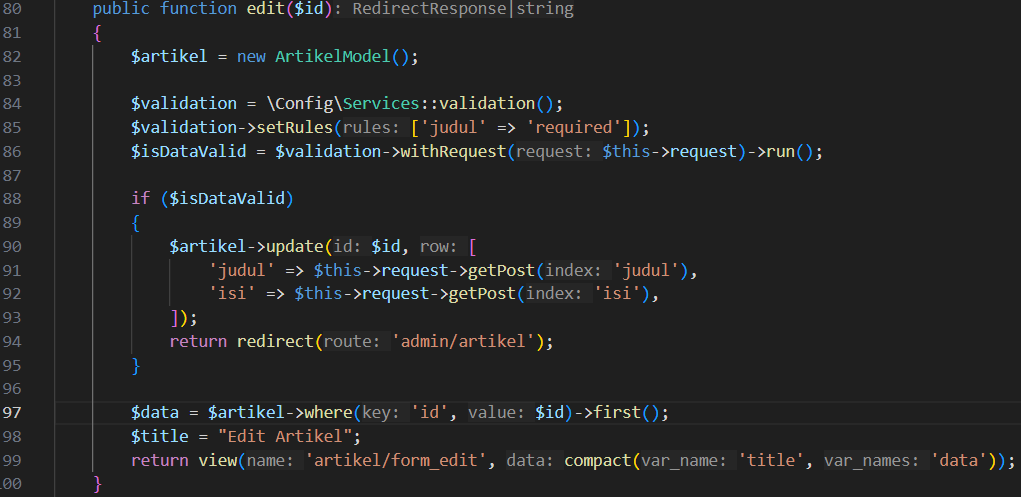 80 public function edit($id): RedirectResponse|string
81 {
82 $artikel = new ArtikelModel();
83
84 $validation = \Config\Services::validation();
85 $validation->setRules(rules: ['judul' => 'required']);
86 $isDataValid = $validation->withRequest(request: $this->request)->run();
87
88 if ($isDataValid)
89 {
90 $artikel->update(id: $id, row: [
91 'judul' => $this->request->getPost(index: 'judul'),
92 'isi' => $this->request->getPost(index: 'isi'),
93 ]);
94 return redirect(route: 'admin/artikel');
95 }
96
97 $data = $artikel->where(key: 'id', value: $id)->first();
98 $title = "Edit Artikel";
99 return view(name: 'artikel/form_edit', data: compact(var_name: 'title', var_names: 'data'));
100 }